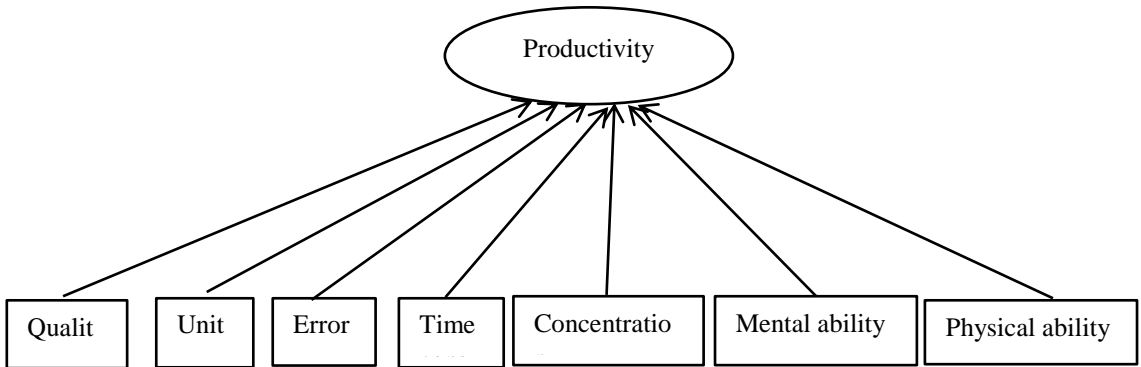 Productivity
Qualit
Unit
Error
Time
Concentratio
Mental ability
Physical ability